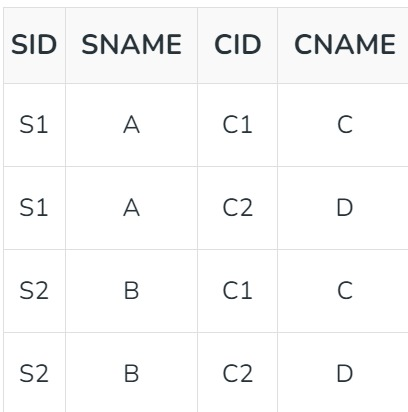 SID SNAME CID CNAME
S1 A C1 C
S1 A C2 D
S2 B C1 C
S2 B C2 D